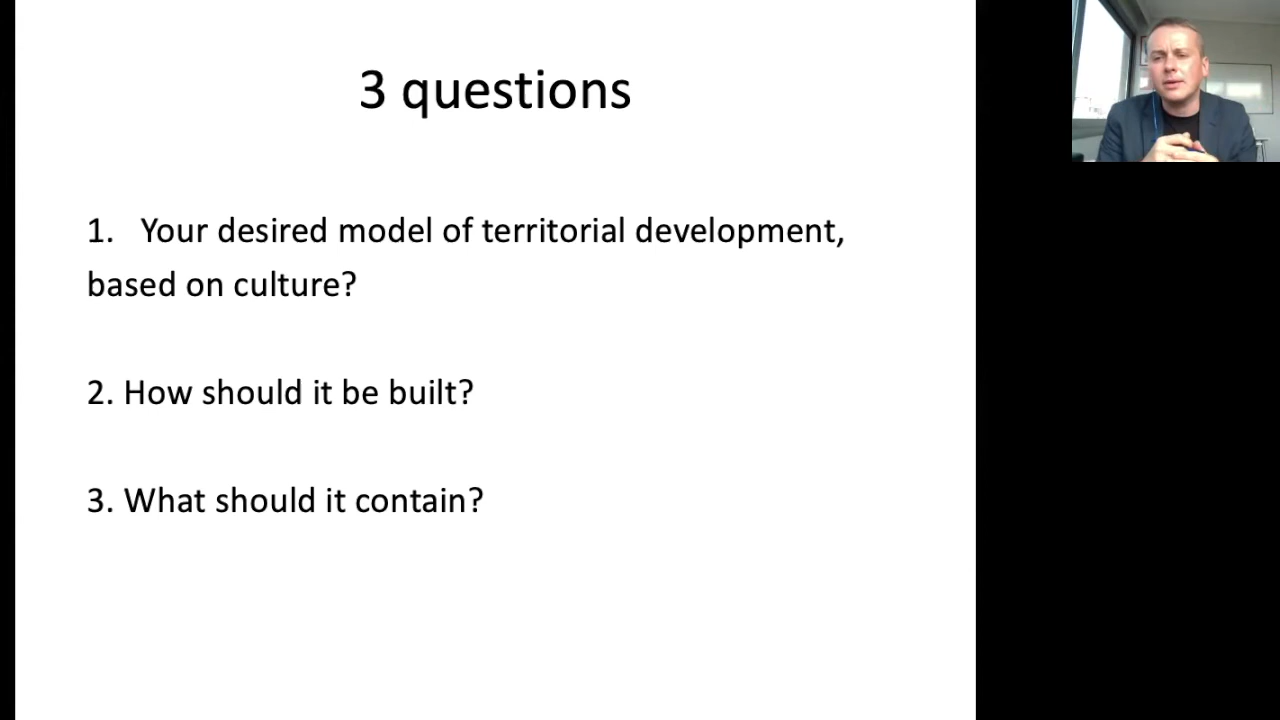 3 questions
1. Your desired model of territorial development,
based on culture?
2. How should it be built?
3. What should it contain?